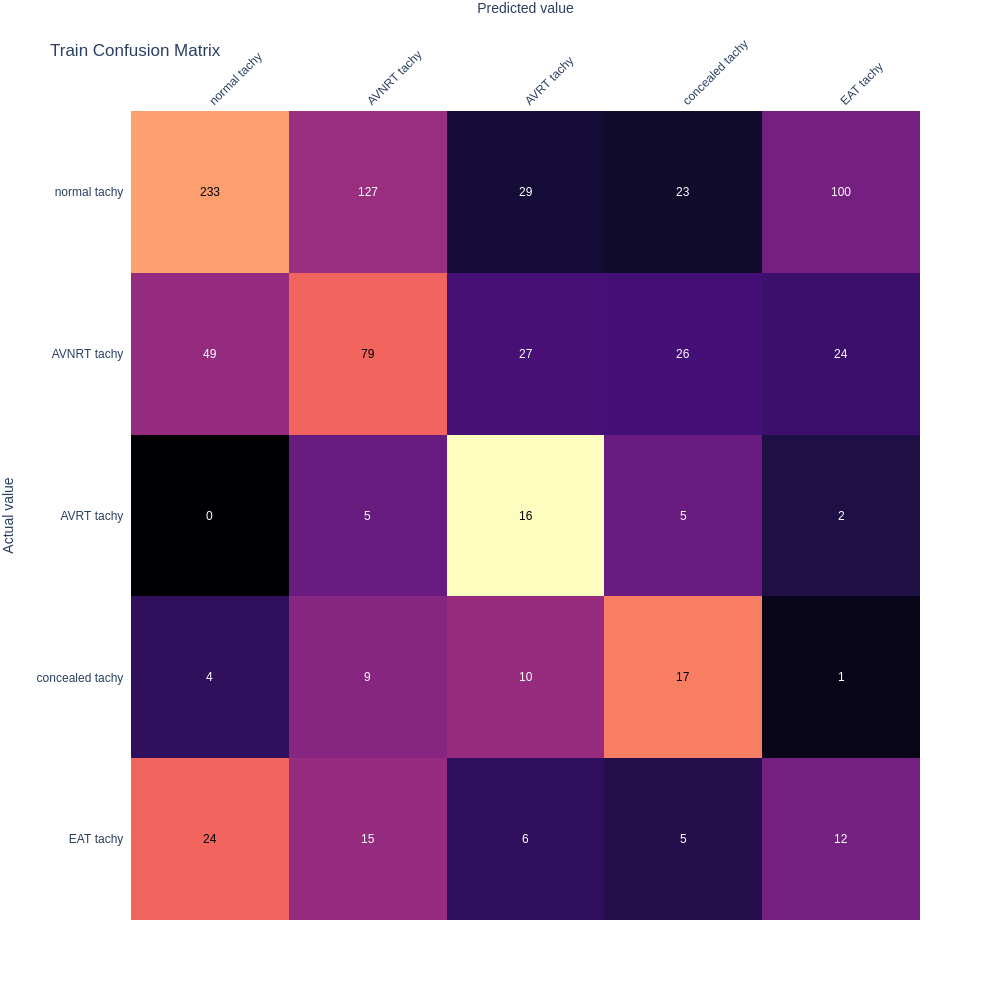 Predicted value
Train Confusion Matrix
normal tachy
AVNRT tachy
AVRT tachy
concealed tachy
EAT tachy
normal tachy 233 127 29 23 100
AVNRT tachy 49 79 27 26 24
AVRT tachy 0 5 16 5 2
concealed tachy 4 9 10 17 1
EAT tachy 24 15 6 5 12
Actual value